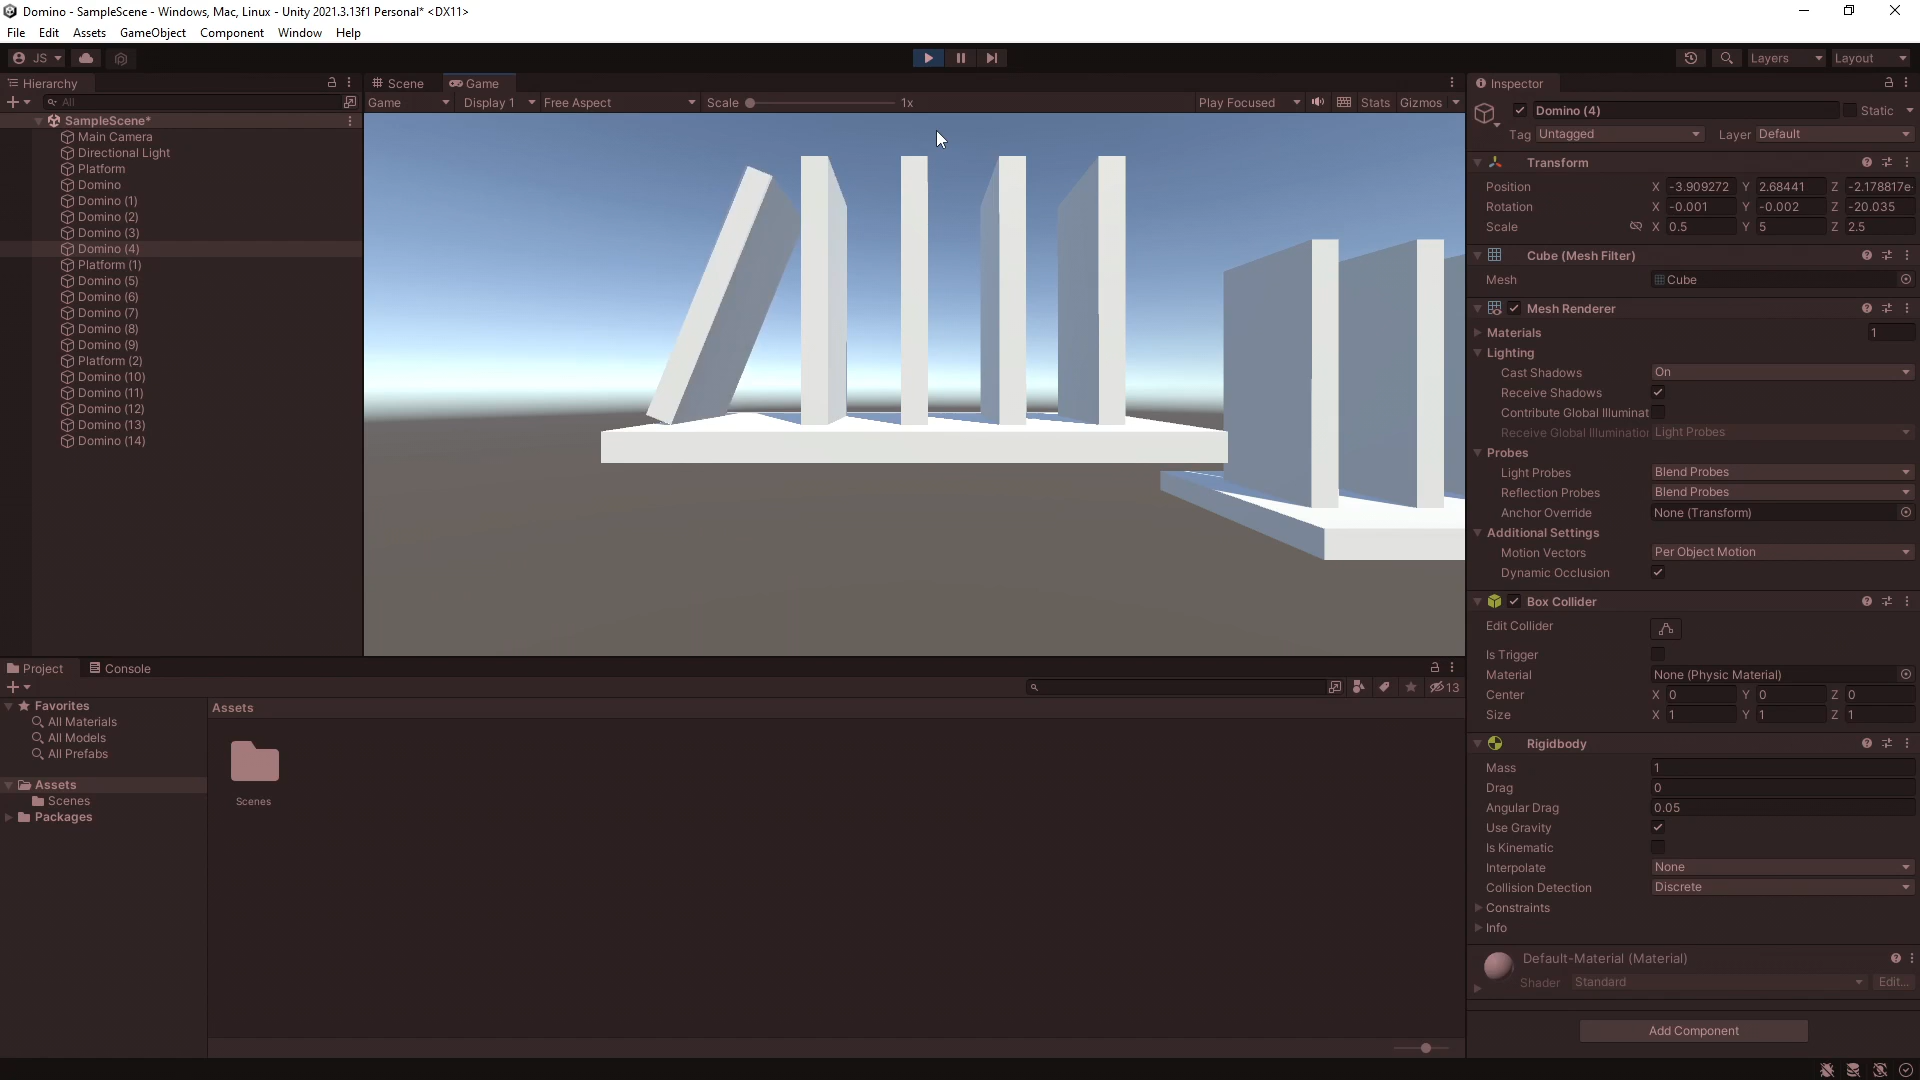 Domino - SampleScene - Windows, Mac, Linux - Unity 2021.3.13f1 Personal* <DX11>
File Edit Assets GameObject Component Window Help
JS Layers Layout
Hierarchy
All
SampleScene*
Main Camera
Directional Light
Platform
Domino
Domino (1)
Domino (2)
Domino (3)
Domino (4)
Platform (1)
Domino (5)
Domino (6)
Domino (7)
Domino (8)
Domino (9)
Platform (2)
Domino (10)
Domino (11)
Domino (12)
Domino (13)
Domino (14)
Scene Game
Game Display 1 Free Aspect Scale 1x Play Focused Stats Gizmos
Inspector
Domino (4) Static
Tag Untagged Layer Default
Transform
Position X -3.909272 Y 2.68441 Z -2.178817e-
Rotation X -0.001 Y -0.002 Z -20.035
Scale X 0.5 Y 5 Z 2.5
Cube (Mesh Filter)
Mesh Cube
Mesh Renderer
Materials 1
Lighting
Cast Shadows On
Receive Shadows
Contribute Global Illuminat
Receive Global Illumination Light Probes
Probes
Light Probes Blend Probes
Reflection Probes Blend Probes
Anchor Override None (Transform)
Additional Settings
Motion Vectors Per Object Motion
Dynamic Occlusion
Box Collider
Edit Collider
Is Trigger
Material None (Physic Material)
Center X 0 Y 0 Z 0
Size X 1 Y 1 Z 1
Rigidbody
Mass 1
Drag 0
Angular Drag 0.05
Use Gravity
Is Kinematic
Interpolate None
Collision Detection Discrete
Constraints
Info
Default-Material (Material)
Shader Standard Edit...
Add Component
Project Console
13
Favorites
All Materials
All Models
All Prefabs
Assets
Scenes
Packages
Assets
Scenes